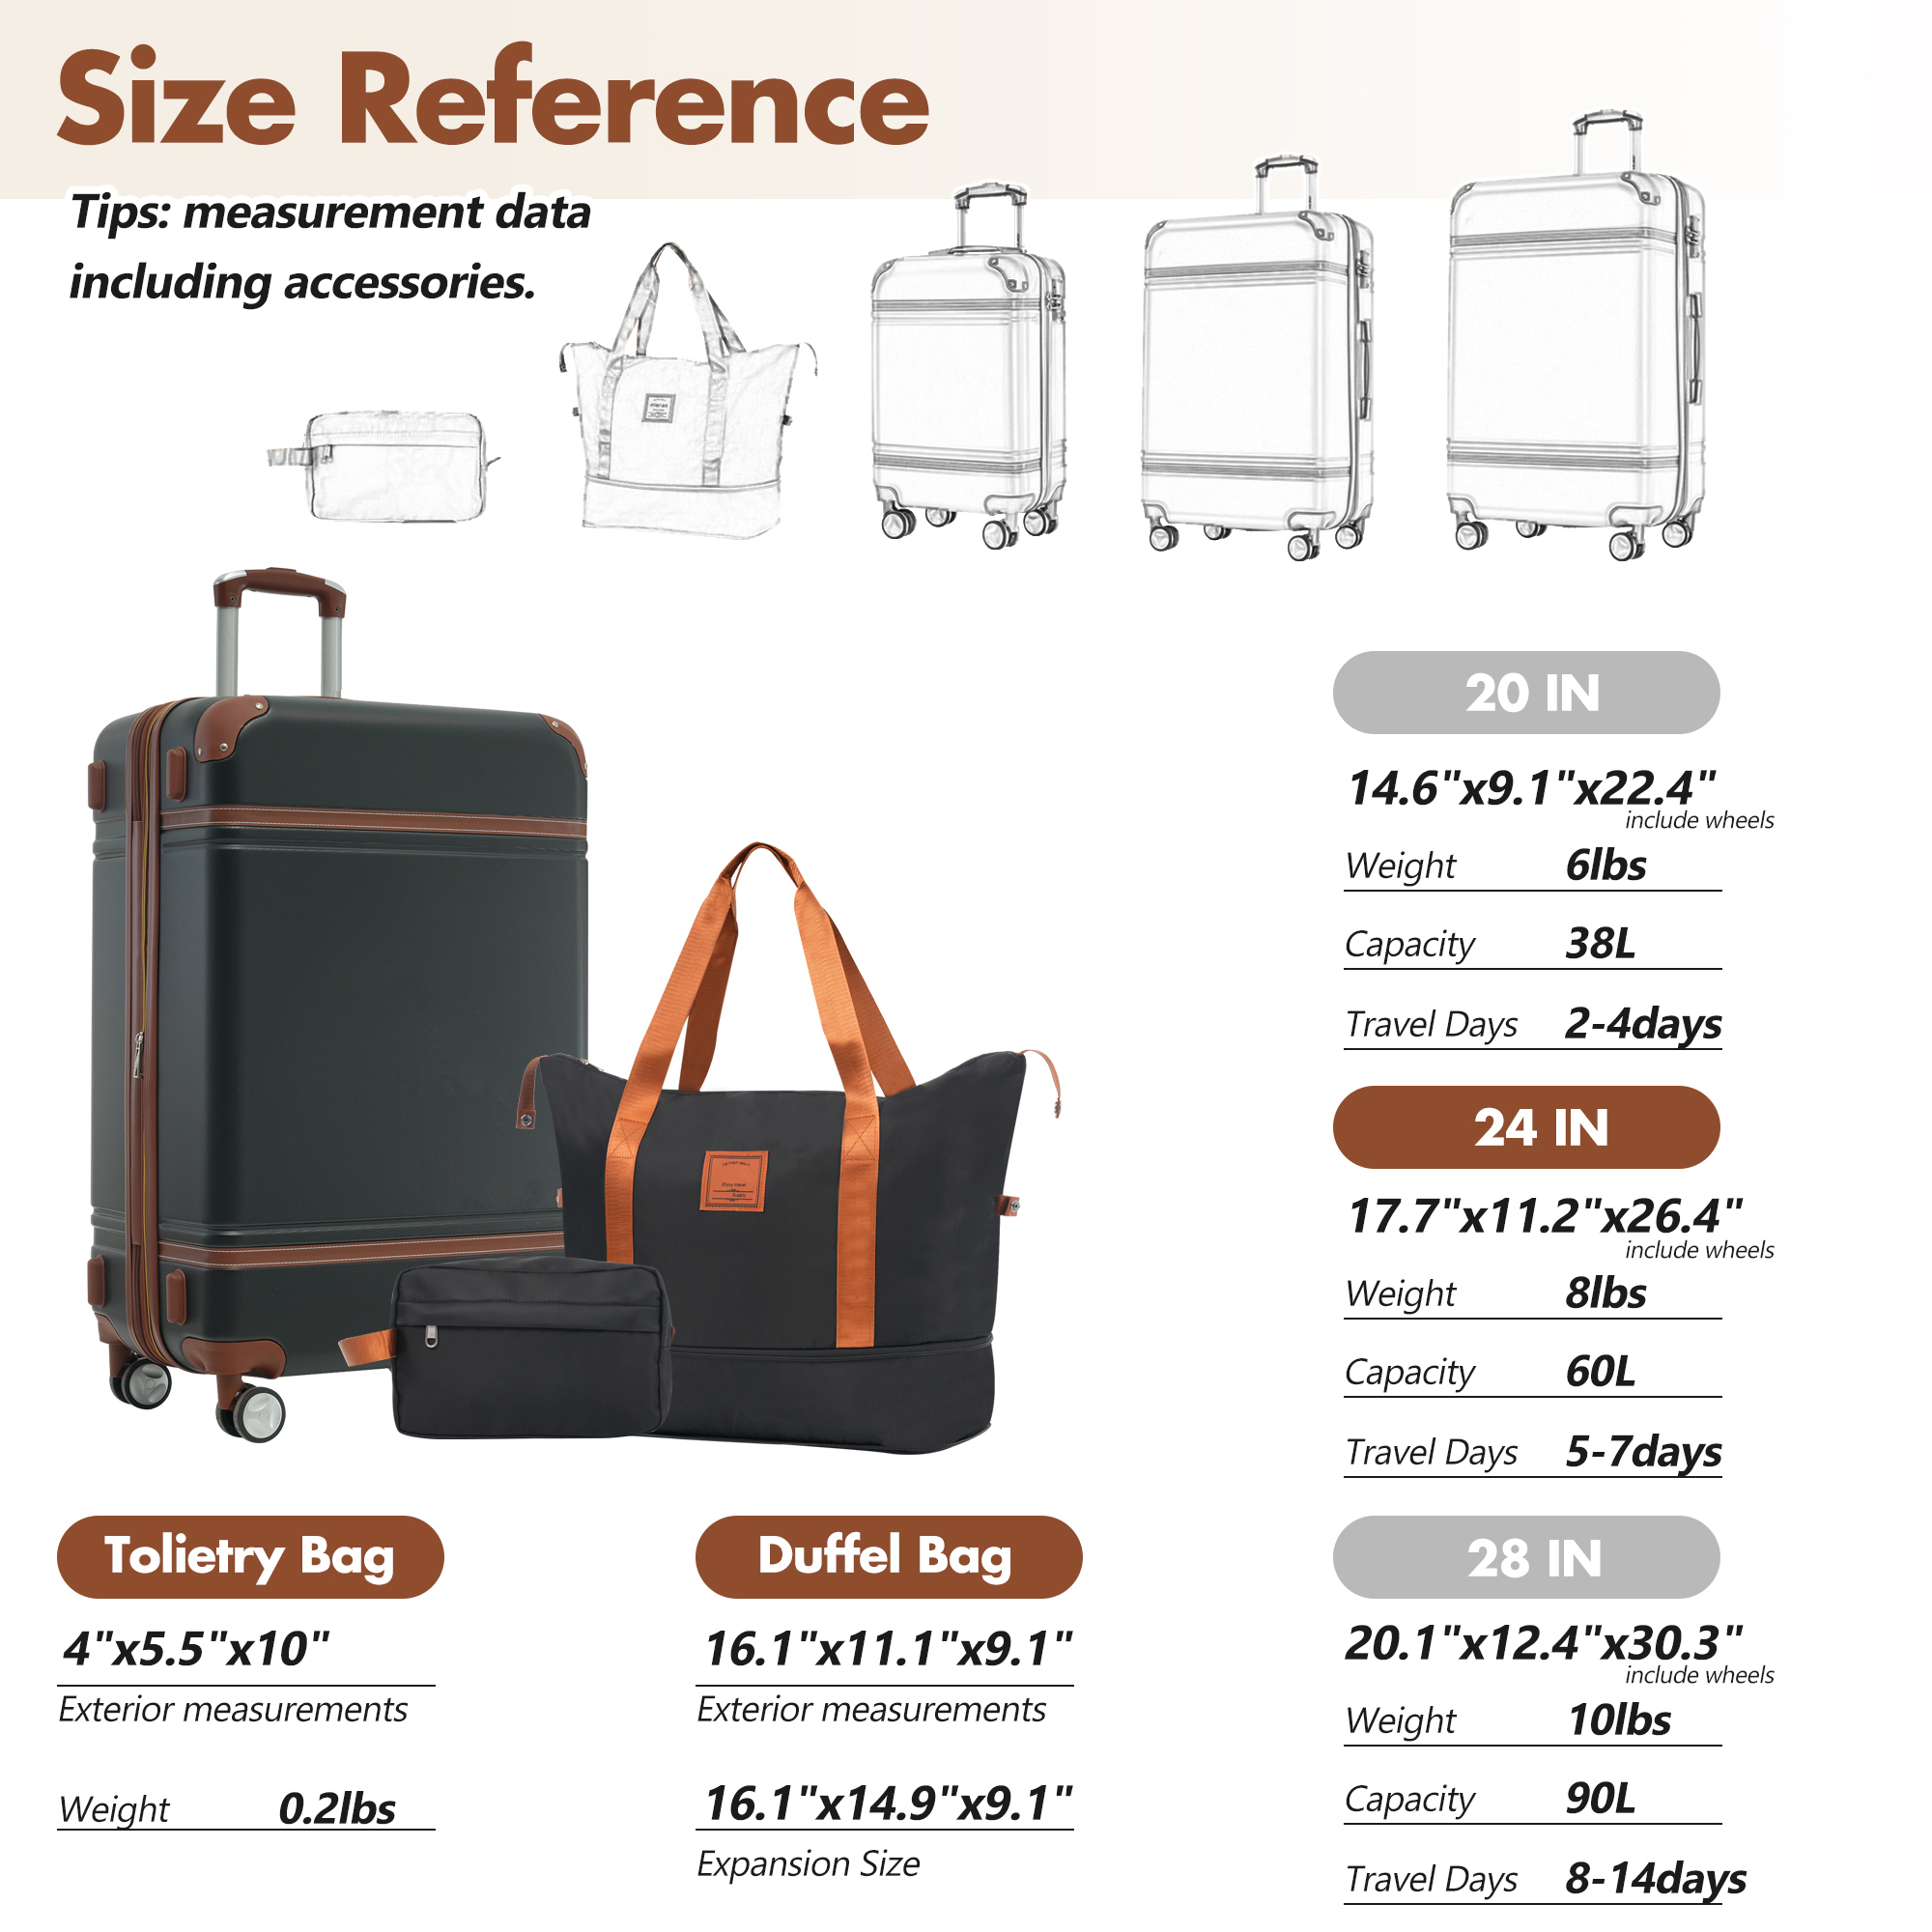 Size Reference
Tips: measurement data
including accessories.
20 IN
14.6"x9.1"x22.4"
include wheels
Weight 6lbs
Capacity 38L
Travel Days 2-4days
24 IN
17.7"x11.2"x26.4"
include wheels
Weight 8lbs
Capacity 60L
Travel Days 5-7days
Tolietry Bag
4"x5.5"x10"
Exterior measurements
Weight 0.2lbs
Duffel Bag
16.1"x11.1"x9.1"
Exterior measurements
16.1"x14.9"x9.1"
Expansion Size
28 IN
20.1"x12.4"x30.3"
include wheels
Weight 10lbs
Capacity 90L
Travel Days 8-14days